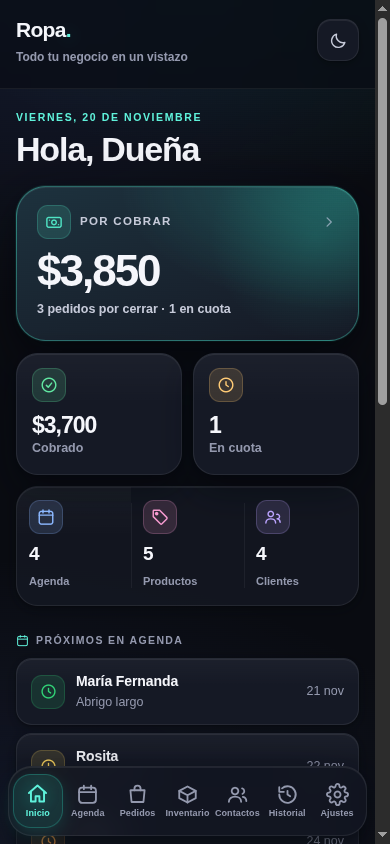 Ropa.
Todo tu negocio en un vistazo
VIERNES, 20 DE NOVIEMBRE
Hola, Dueña
POR COBRAR
$3,850
3 pedidos por cerrar · 1 en cuota
$3,700
Cobrado
1
En cuota
4
Agenda
5
Productos
4
Clientes
PRÓXIMOS EN AGENDA
María Fernanda
Abrigo largo
21 nov
Rosita
22 nov
Inicio
Agenda
Pedidos
Inventario
Contactos
Historial
Ajustes
24 nov